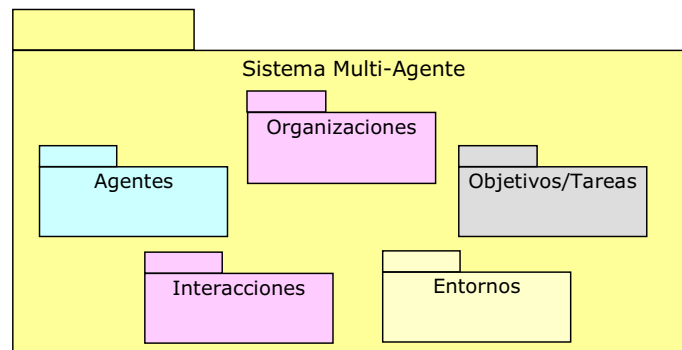 Sistema Multi-Agente
Organizaciones
Agentes
Objetivos/Tareas
Interacciones
Entornos